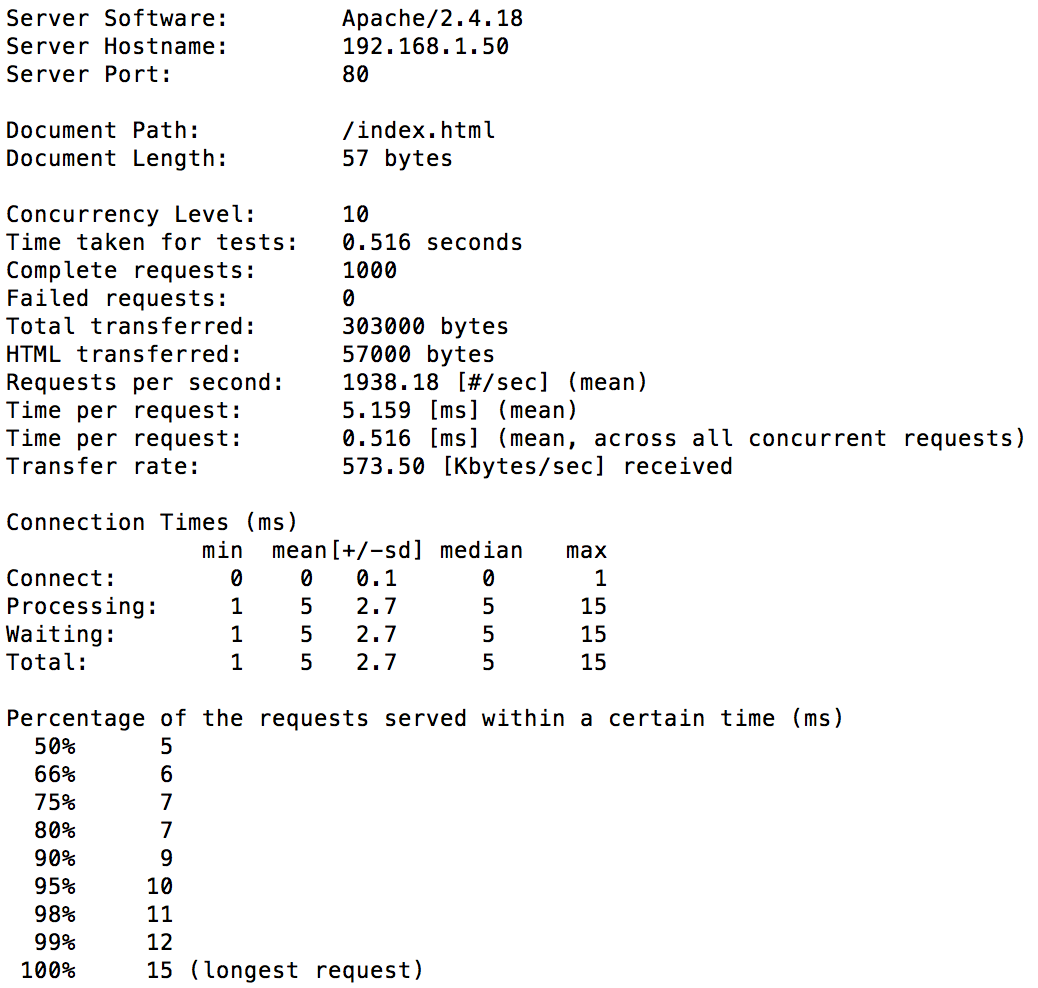 Server Software:        Apache/2.4.18
Server Hostname:        192.168.1.50
Server Port:            80

Document Path:          /index.html
Document Length:        57 bytes

Concurrency Level:      10
Time taken for tests:   0.516 seconds
Complete requests:      1000
Failed requests:        0
Total transferred:      303000 bytes
HTML transferred:       57000 bytes
Requests per second:    1938.18 [#/sec] (mean)
Time per request:       5.159 [ms] (mean)
Time per request:       0.516 [ms] (mean, across all concurrent requests)
Transfer rate:          573.50 [Kbytes/sec] received

Connection Times (ms)
              min  mean[+/-sd] median   max
Connect:        0    0   0.1      0       1
Processing:     1    5   2.7      5      15
Waiting:        1    5   2.7      5      15
Total:          1    5   2.7      5      15

Percentage of the requests served within a certain time (ms)
  50%      5
  66%      6
  75%      7
  80%      7
  90%      9
  95%     10
  98%     11
  99%     12
 100%     15 (longest request)